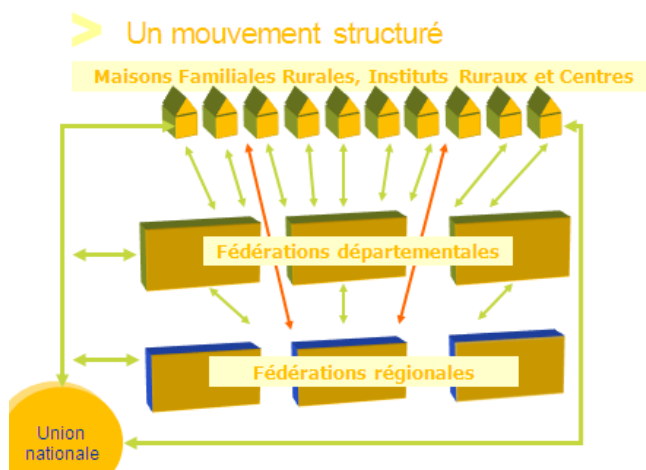 > Un mouvement structuré
Maisons Familiales Rurales, Instituts Ruraux et Centres
Fédérations départementales
Fédérations régionales
Union
nationale